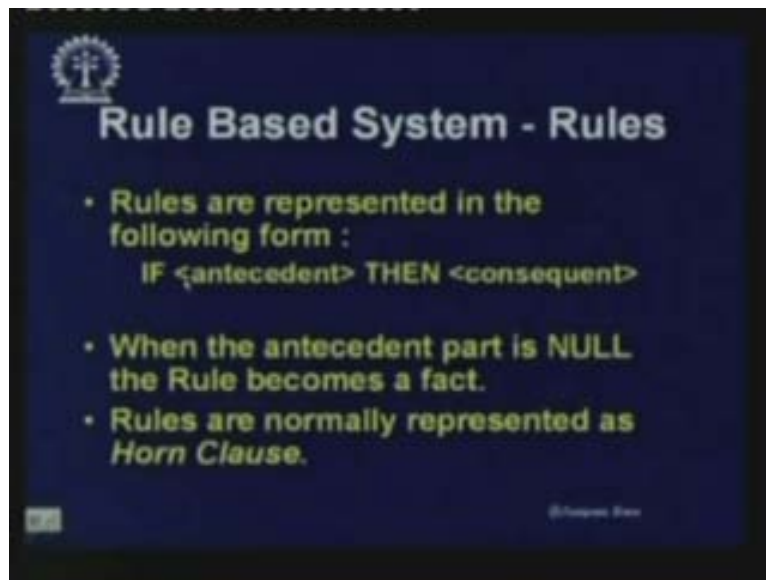 Rule Based System - Rules
• Rules are represented in the
following form :
IF <antecedent> THEN <consequent>
• When the antecedent part is NULL
the Rule becomes a fact.
• Rules are normally represented as
Horn Clause.